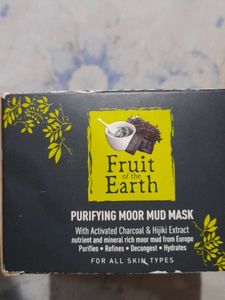 Fruit
of the
Earth
PURIFYING MOOR MUD MASK
With Activated Charcoal & Hijiki Extract
nutrient and mineral rich moor mud from Europe
Purifies • Refines • Decongest • Hydrates
FOR ALL SKIN TYPES